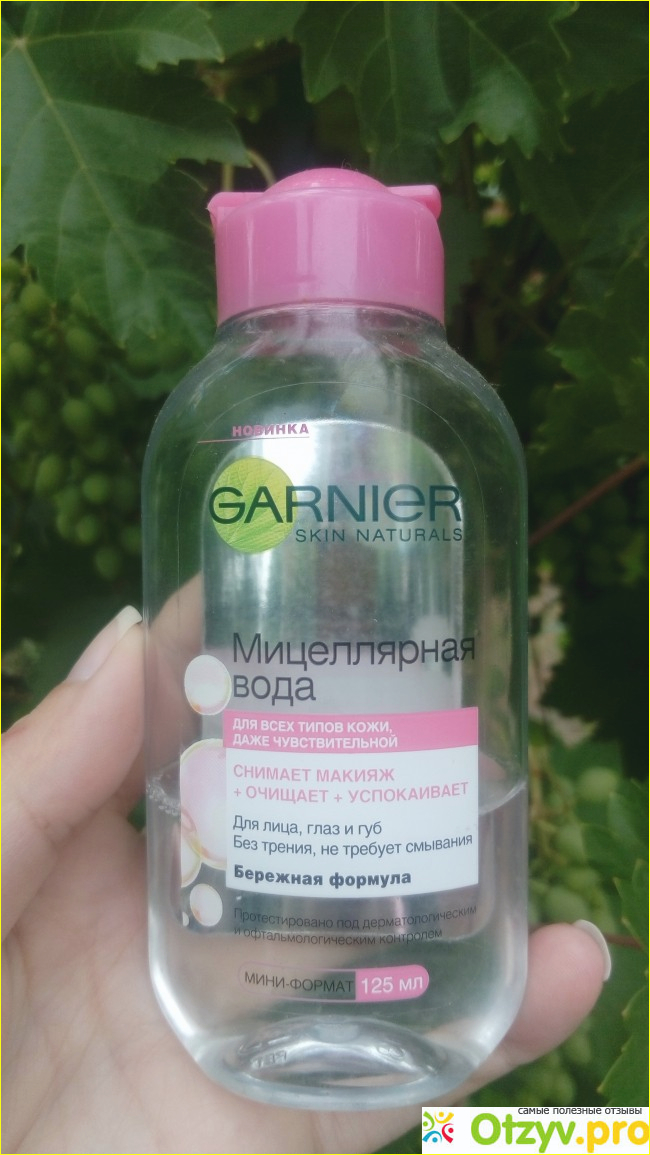 НОВИНКА
GARNIER
SKIN NATURALS
Мицеллярная
вода
ДЛЯ ВСЕХ ТИПОВ КОЖИ,
ДАЖЕ ЧУВСТВИТЕЛЬНОЙ
СНИМАЕТ МАКИЯЖ
+ ОЧИЩАЕТ + УСПОКАИВАЕТ
Для лица, глаз и губ
Без трения, не требует смывания
Бережная формула
Протестировано под дерматологическим
и офтальмологическим контролем
МИНИ-ФОРМАТ 125 МЛ
самые полезные отзывы
Otzyv.pro